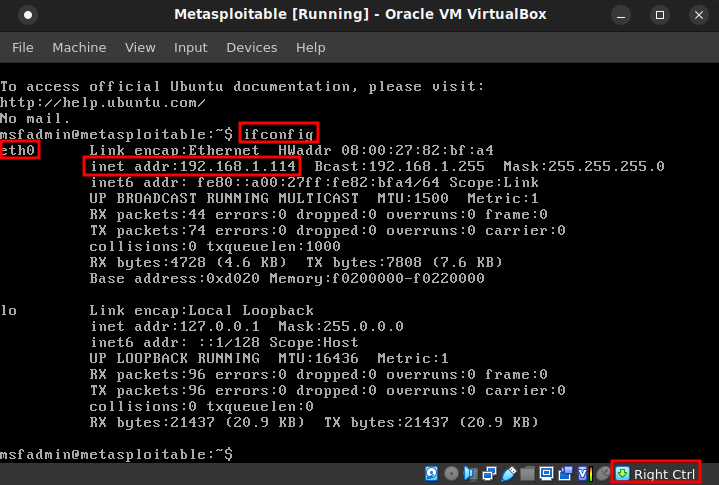 Metasploitable [Running] - Oracle VM VirtualBox
File Machine View Input Devices Help
To access official Ubuntu documentation, please visit:
http://help.ubuntu.com/
No mail.
msfadmin@metasploitable:~$ ifconfig
eth0 Link encap:Ethernet HWaddr 08:00:27:82:bf:a4
inet addr:192.168.1.114 Bcast:192.168.1.255 Mask:255.255.255.0
inet6 addr: fe80::a00:27ff:fe82:bfa4/64 Scope:Link
UP BROADCAST RUNNING MULTICAST MTU:1500 Metric:1
RX packets:44 errors:0 dropped:0 overruns:0 frame:0
TX packets:74 errors:0 dropped:0 overruns:0 carrier:0
collisions:0 txqueuelen:1000
RX bytes:4728 (4.6 KB) TX bytes:7808 (7.6 KB)
Base address:0xd020 Memory:f0200000-f0220000
lo Link encap:Local Loopback
inet addr:127.0.0.1 Mask:255.0.0.0
inet6 addr: ::1/128 Scope:Host
UP LOOPBACK RUNNING MTU:16436 Metric:1
RX packets:96 errors:0 dropped:0 overruns:0 frame:0
TX packets:96 errors:0 dropped:0 overruns:0 carrier:0
collisions:0 txqueuelen:0
RX bytes:21437 (20.9 KB) TX bytes:21437 (20.9 KB)
msfadmin@metasploitable:~$
Right Ctrl